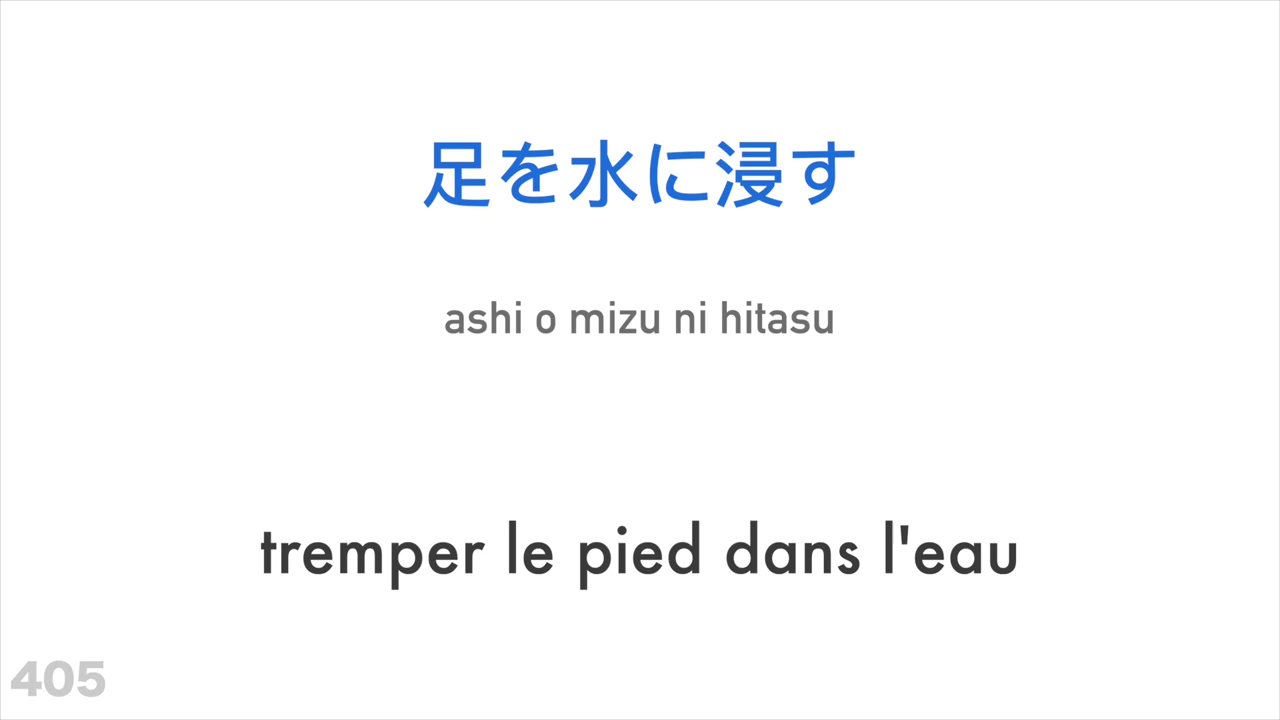 足を水に浸す
ashi o mizu ni hitasu
tremper le pied dans l'eau
405